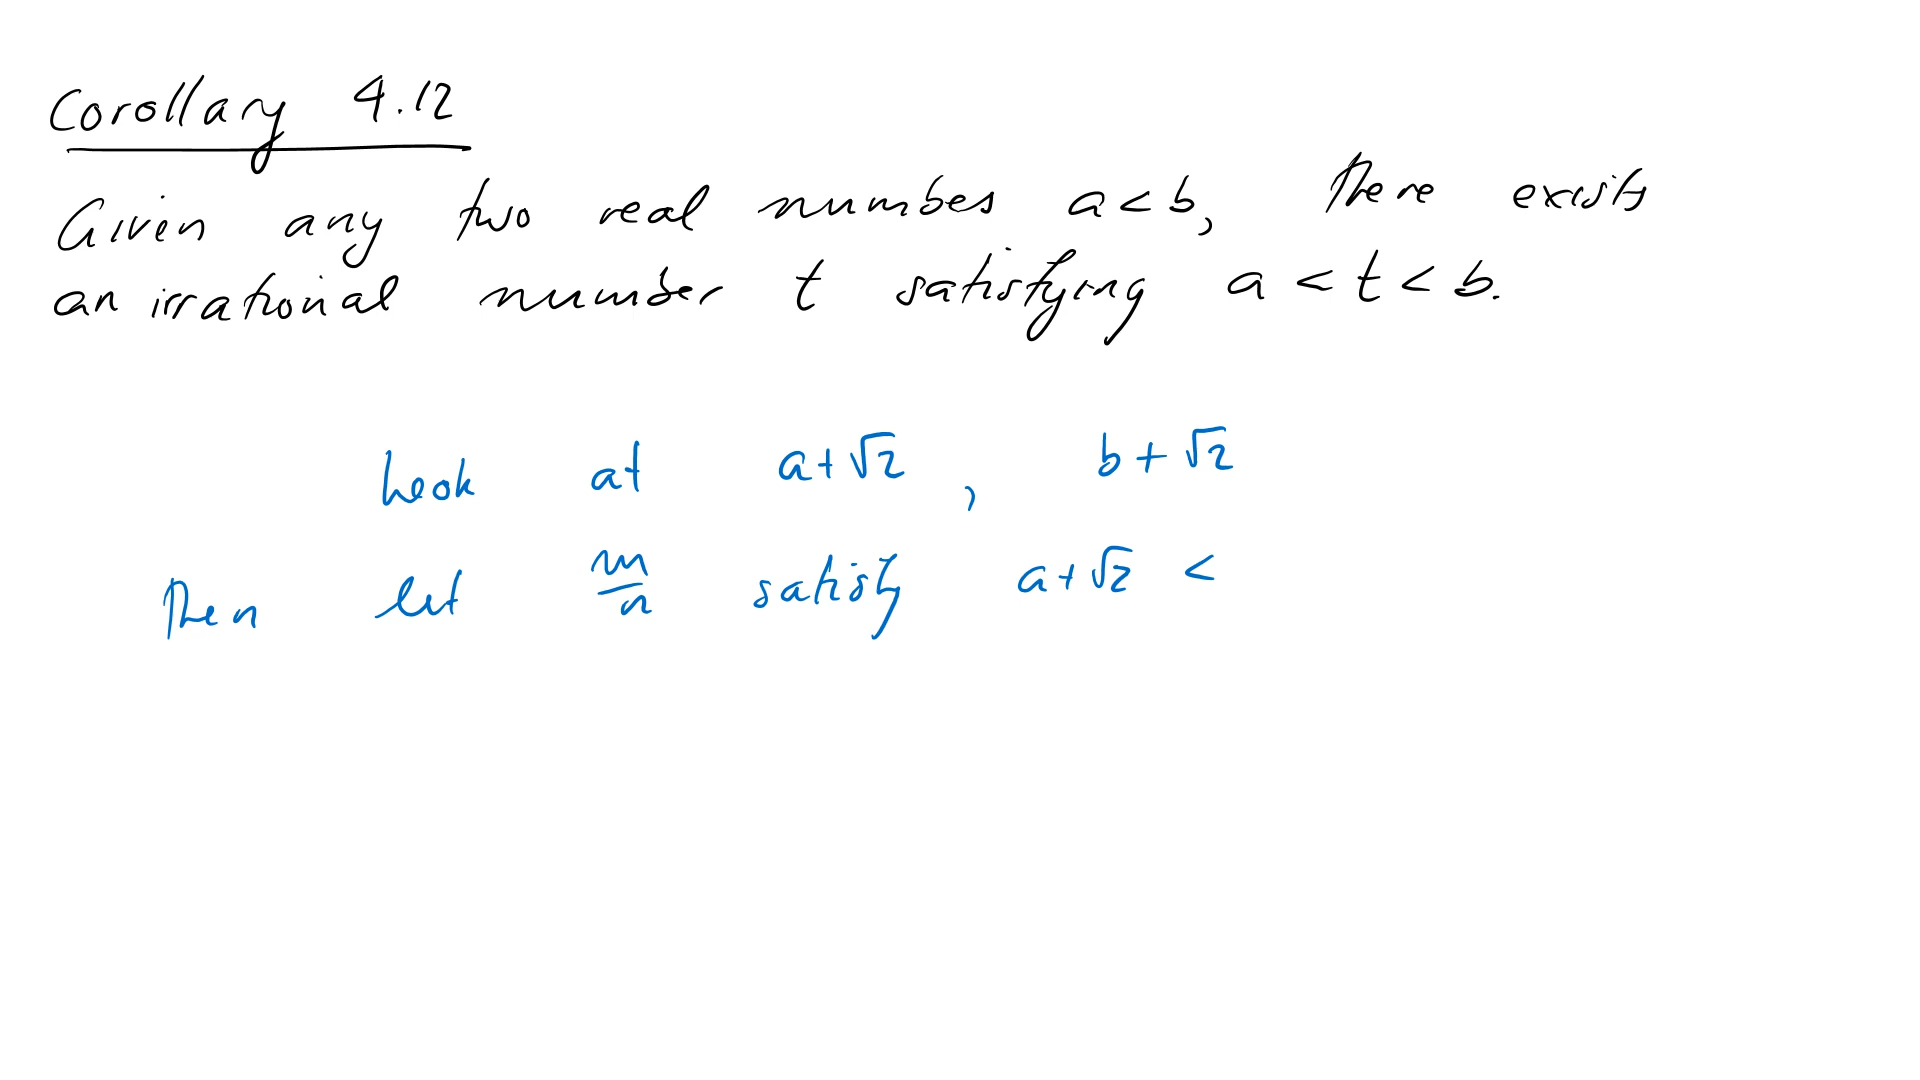 Corollary 4.12
Given any two real numbes a<b, there exists
an irrational number t satisfying a < t < b.
Look at a+√2 , b+√2
Then let m/n satisfy a+√2 <